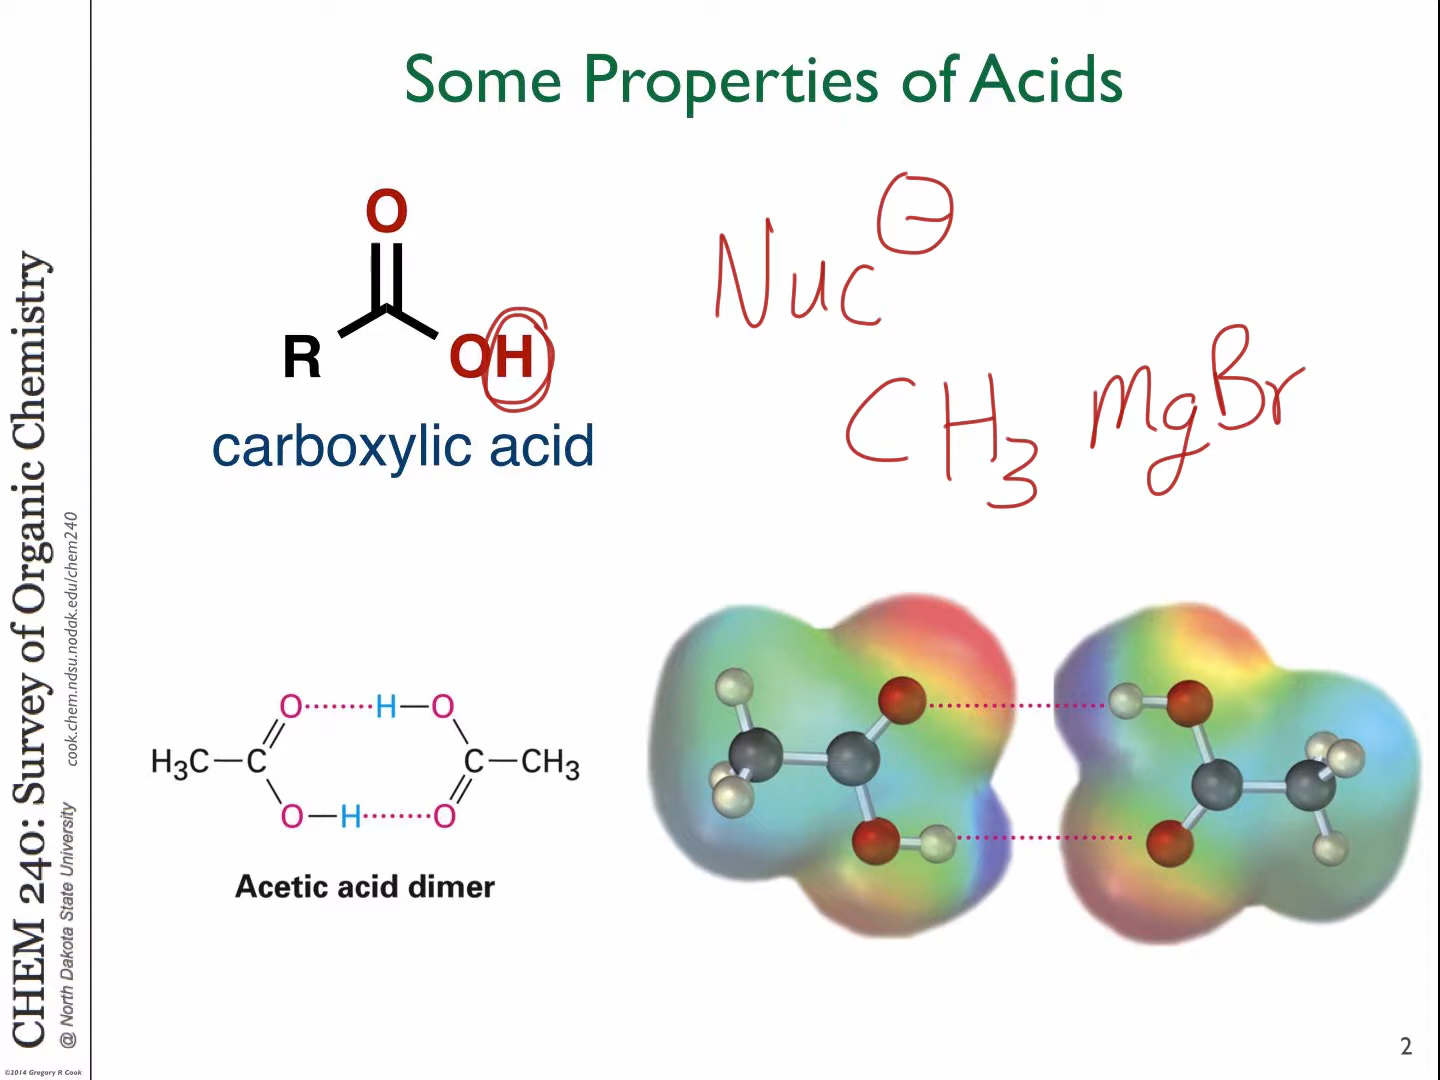 Some Properties of Acids
O
R OH
carboxylic acid
Nuc⊖
CH3 MgBr
O H O
H3C C C CH3
O H O
Acetic acid dimer
CHEM 240: Survey of Organic Chemistry
@ North Dakota State University cook.chem.ndsu.nodak.edu/chem240
©2014 Gregory R Cook
2